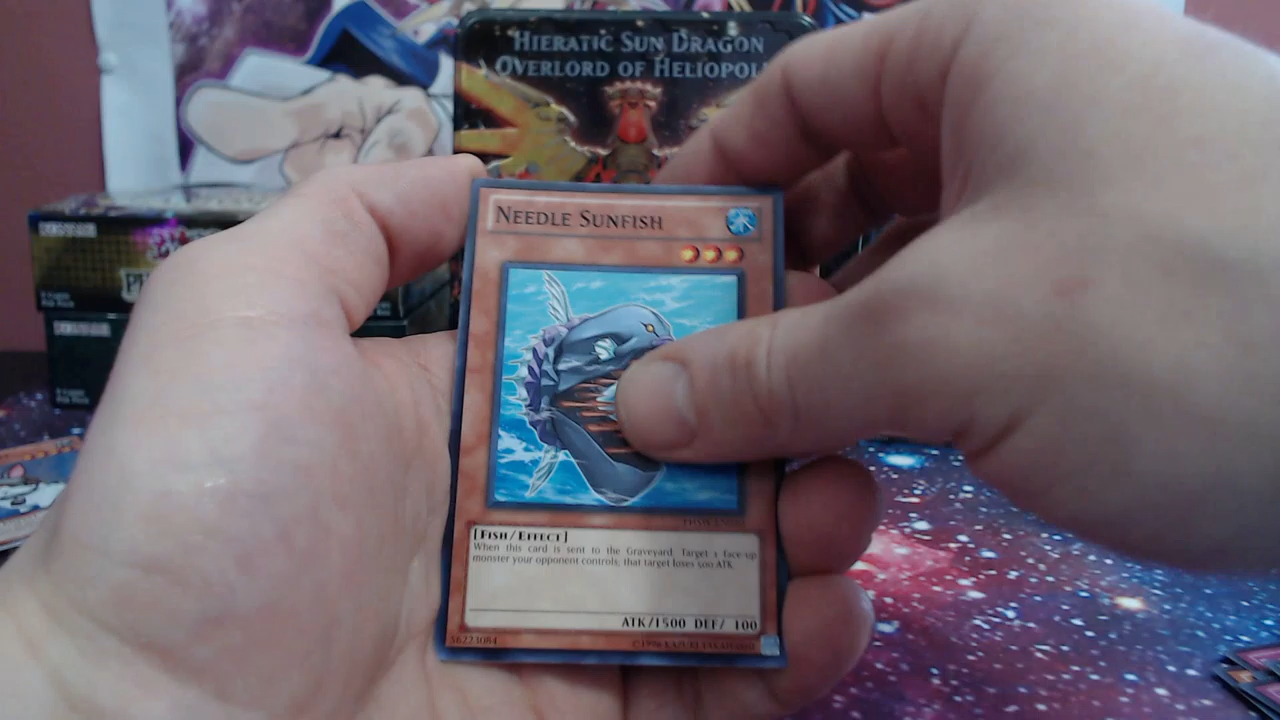 HIERATIC SUN DRAGON
OVERLORD OF HELIOPOL
NEEDLE SUNFISH
[FISH/EFFECT]
When this card is sent to the Graveyard: Target 1 face-up
monster your opponent controls; that target loses 500 ATK.
ATK/1500 DEF/ 100
56223084